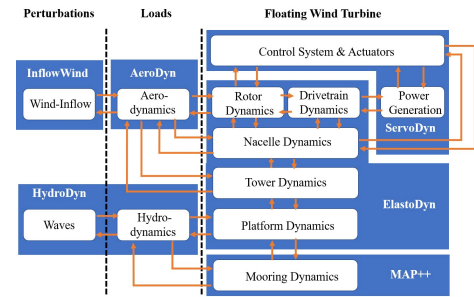 Perturbations
Loads
Floating Wind Turbine
Control System & Actuators
InflowWind
AeroDyn
Wind-Inflow
Aero-
dynamics
Rotor
Dynamics
Drivetrain
Dynamics
Power
Generation
ServoDyn
Nacelle Dynamics
Tower Dynamics
HydroDyn
ElastoDyn
Waves
Hydro-
dynamics
Platform Dynamics
Mooring Dynamics
MAP++